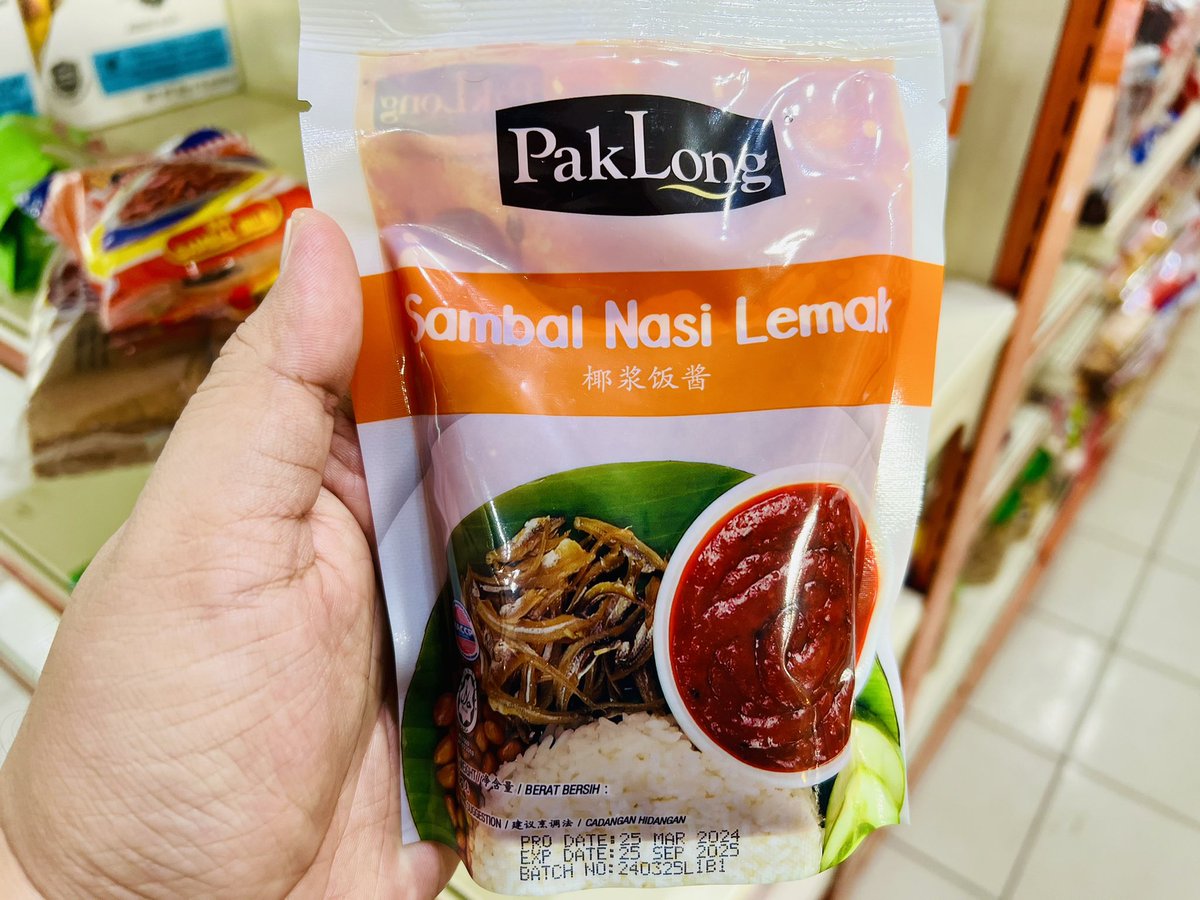 PakLong
Sambal Nasi Lemak
椰浆饭酱
/ 净含量 / BERAT BERSIH :
/ 建议烹调法 / CADANGAN HIDANGAN
PRO DATE:25 MAR 2024
EXP DATE:25 SEP 2025
BATCH NO:240325L1B1